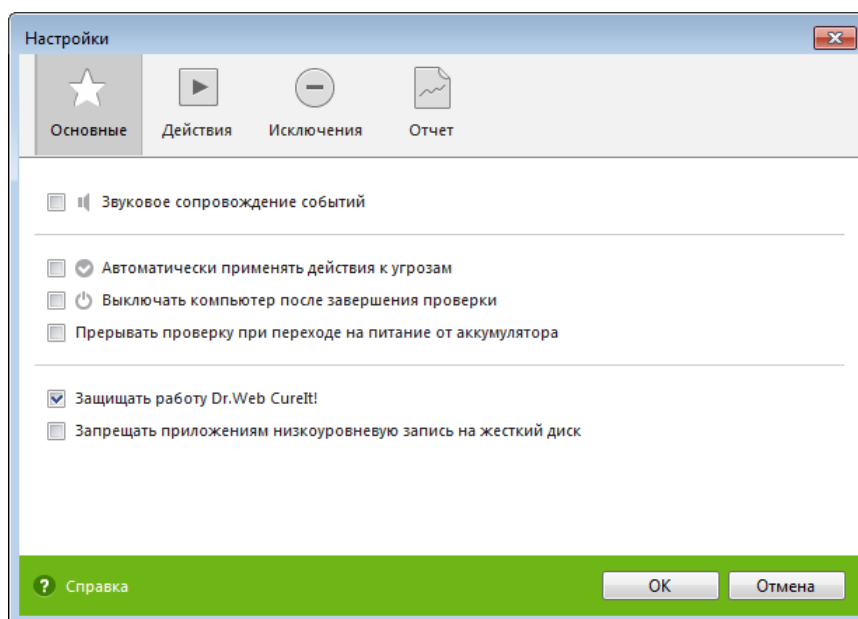 Настройки
Основные
Действия
Исключения
Отчет
Звуковое сопровождение событий
Автоматически применять действия к угрозам
Выключать компьютер после завершения проверки
Прерывать проверку при переходе на питание от аккумулятора
Защищать работу Dr.Web CureIt!
Запрещать приложениям низкоуровневую запись на жесткий диск
? Справка
OK
Отмена